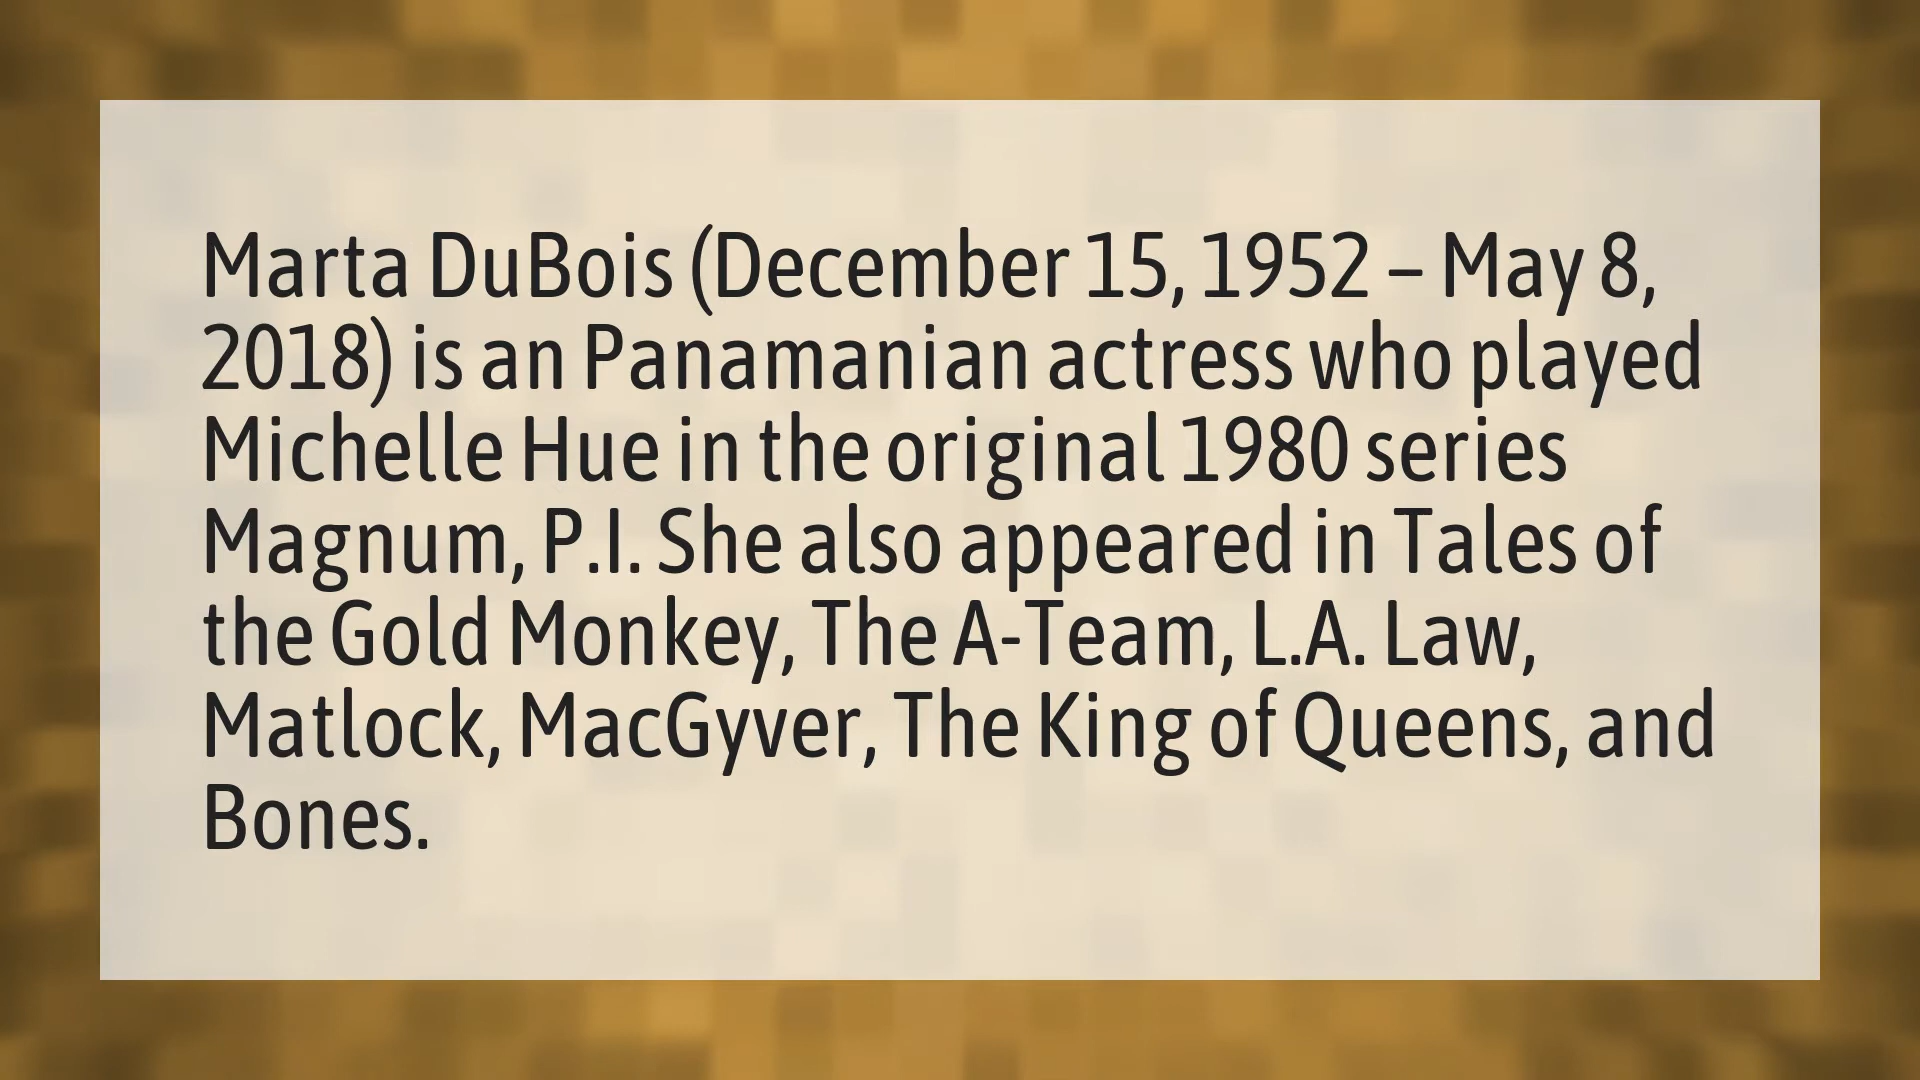 Marta DuBois (December 15, 1952 – May 8,
2018) is an Panamanian actress who played
Michelle Hue in the original 1980 series
Magnum, P.I. She also appeared in Tales of
the Gold Monkey, The A-Team, L.A. Law,
Matlock, MacGyver, The King of Queens, and
Bones.